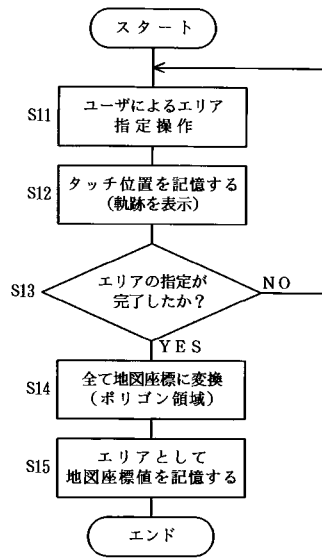 スタート
S11
ユーザによるエリア
指定操作
S12
タッチ位置を記憶する
(軌跡を表示)
S13
エリアの指定が
完了したか？
NO
YES
S14
全て地図座標に変換
(ポリゴン領域)
S15
エリアとして
地図座標値を記憶する
エンド